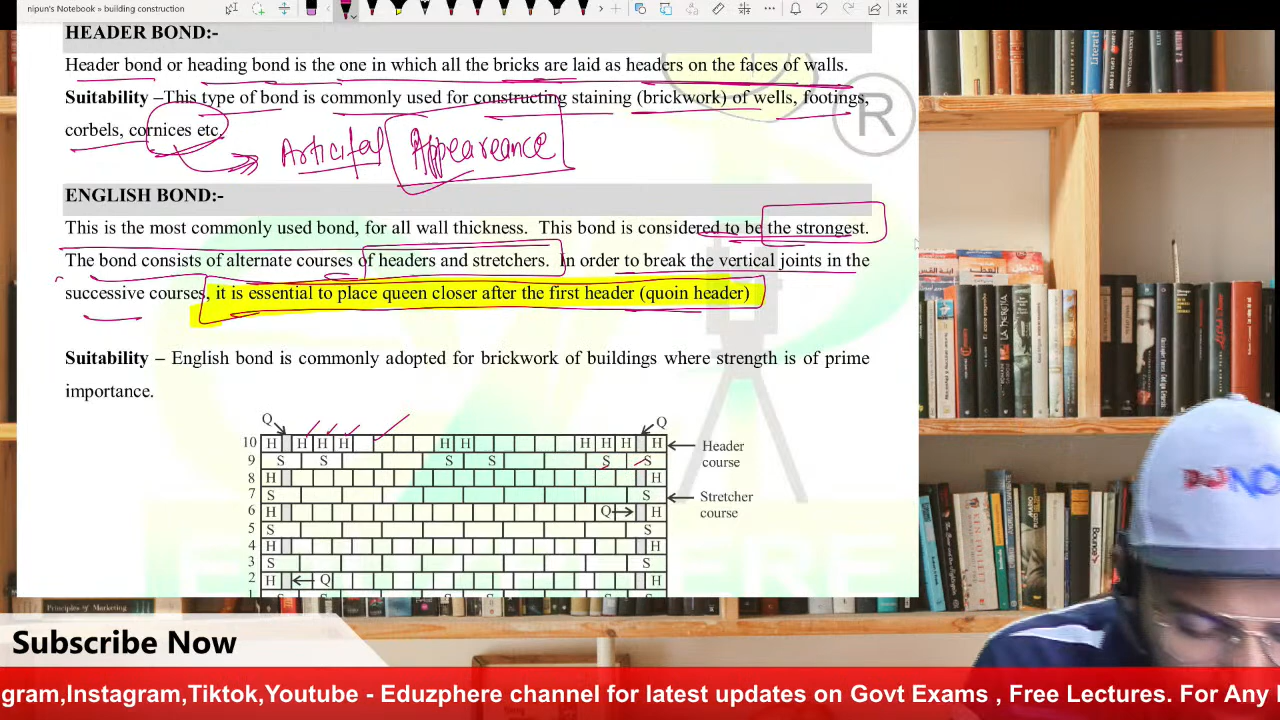 nipun's Notebook » building construction
HEADER BOND:-
Header bond or heading bond is the one in which all the bricks are laid as headers on the faces of walls.
Suitability –This type of bond is commonly used for constructing staining (brickwork) of wells, footings,
corbels, cornices etc.
Articifal Appeareance
®
ENGLISH BOND:-
This is the most commonly used bond, for all wall thickness. This bond is considered to be the strongest.
The bond consists of alternate courses of headers and stretchers. In order to break the vertical joints in the
successive courses, it is essential to place queen closer after the first header (quoin header)
Suitability – English bond is commonly adopted for brickwork of buildings where strength is of prime
importance.
Q Q
10 H H H H H H H H H H Header
9 S S S S S S course
8 H H
7 S S Stretcher
6 H Q H course
5 S S
4 H H
3 S S
2 H Q H
1 S S S S S S
Principles of Marketing
Subscribe Now
gram,Instagram,Tiktok,Youtube - Eduzphere channel for latest updates on Govt Exams , Free Lectures. For Any